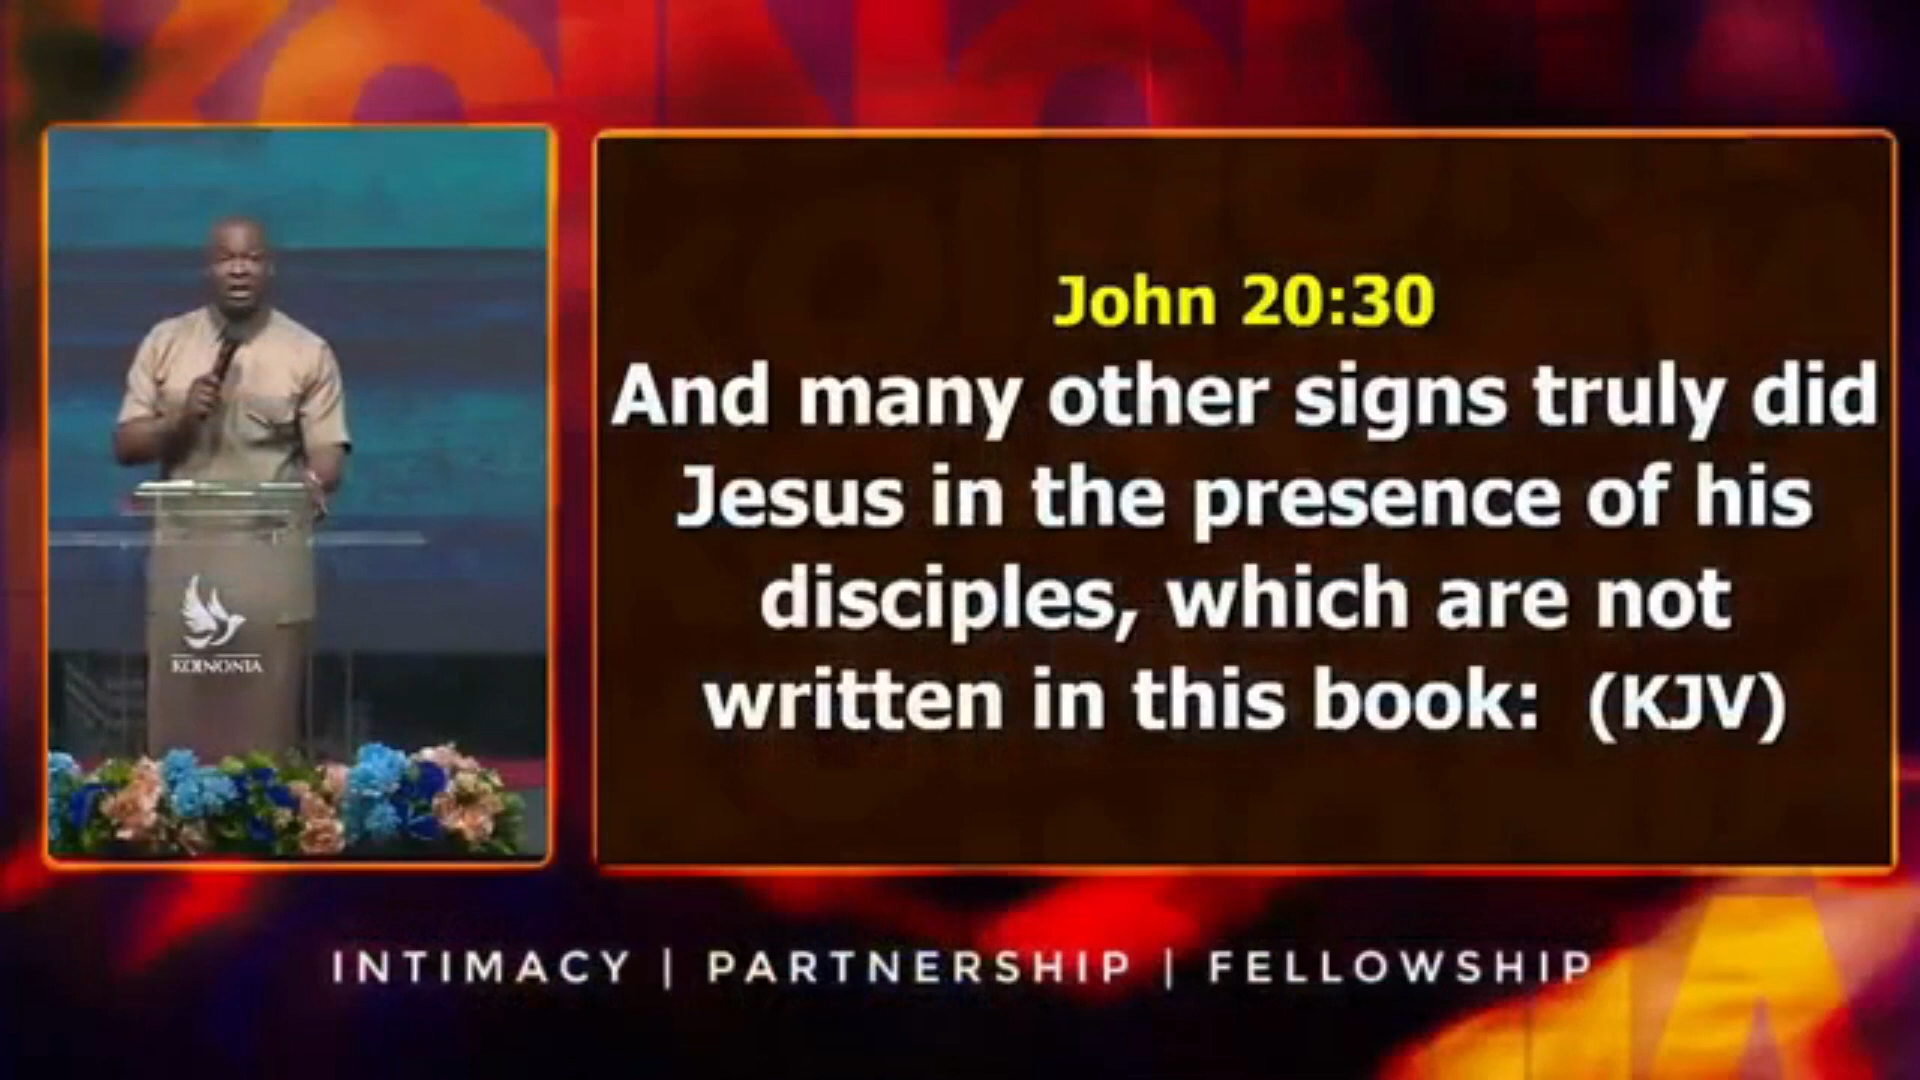 John 20:30
And many other signs truly did
Jesus in the presence of his
disciples, which are not
written in this book: (KJV)
KOINONIA
INTIMACY | PARTNERSHIP | FELLOWSHIP